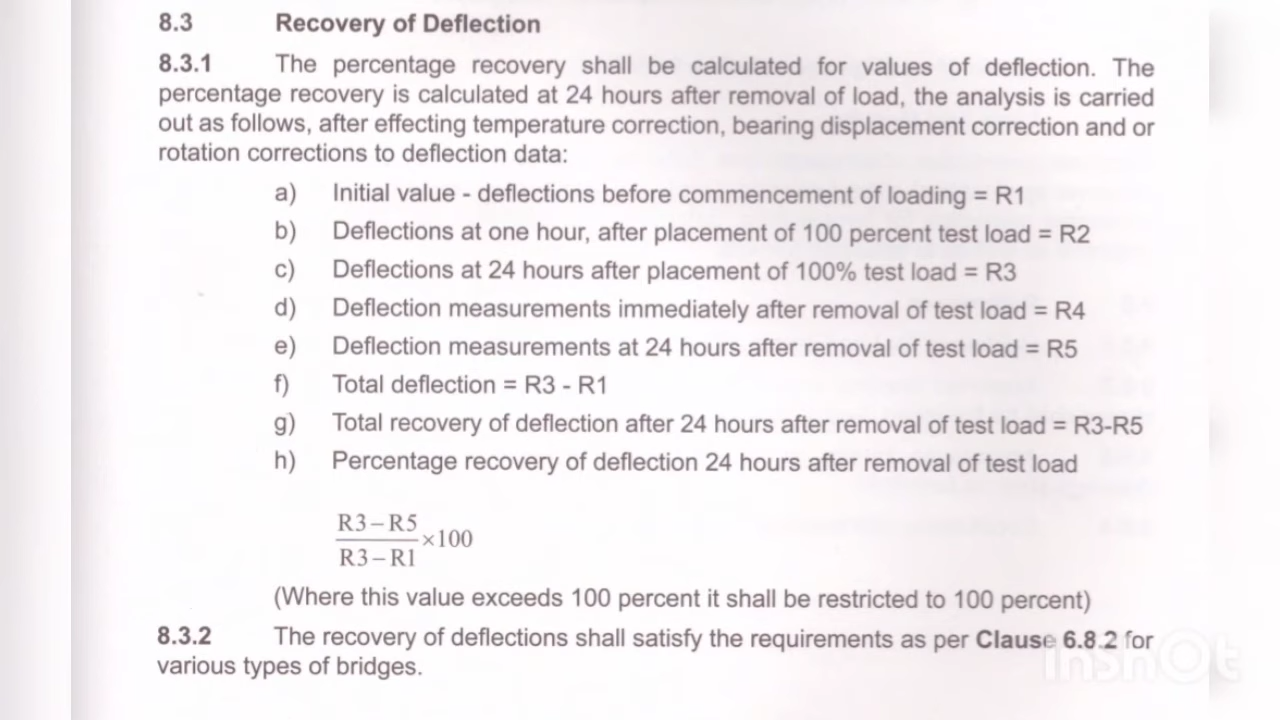 8.3 Recovery of Deflection
8.3.1 The percentage recovery shall be calculated for values of deflection. The
percentage recovery is calculated at 24 hours after removal of load, the analysis is carried
out as follows, after effecting temperature correction, bearing displacement correction and or
rotation corrections to deflection data:
a) Initial value - deflections before commencement of loading = R1
b) Deflections at one hour, after placement of 100 percent test load = R2
c) Deflections at 24 hours after placement of 100% test load = R3
d) Deflection measurements immediately after removal of test load = R4
e) Deflection measurements at 24 hours after removal of test load = R5
f) Total deflection = R3 - R1
g) Total recovery of deflection after 24 hours after removal of test load = R3-R5
h) Percentage recovery of deflection 24 hours after removal of test load
R3–R5
×100
R3–R1
(Where this value exceeds 100 percent it shall be restricted to 100 percent)
8.3.2 The recovery of deflections shall satisfy the requirements as per Clause 6.8.2 for
various types of bridges.
InShOt